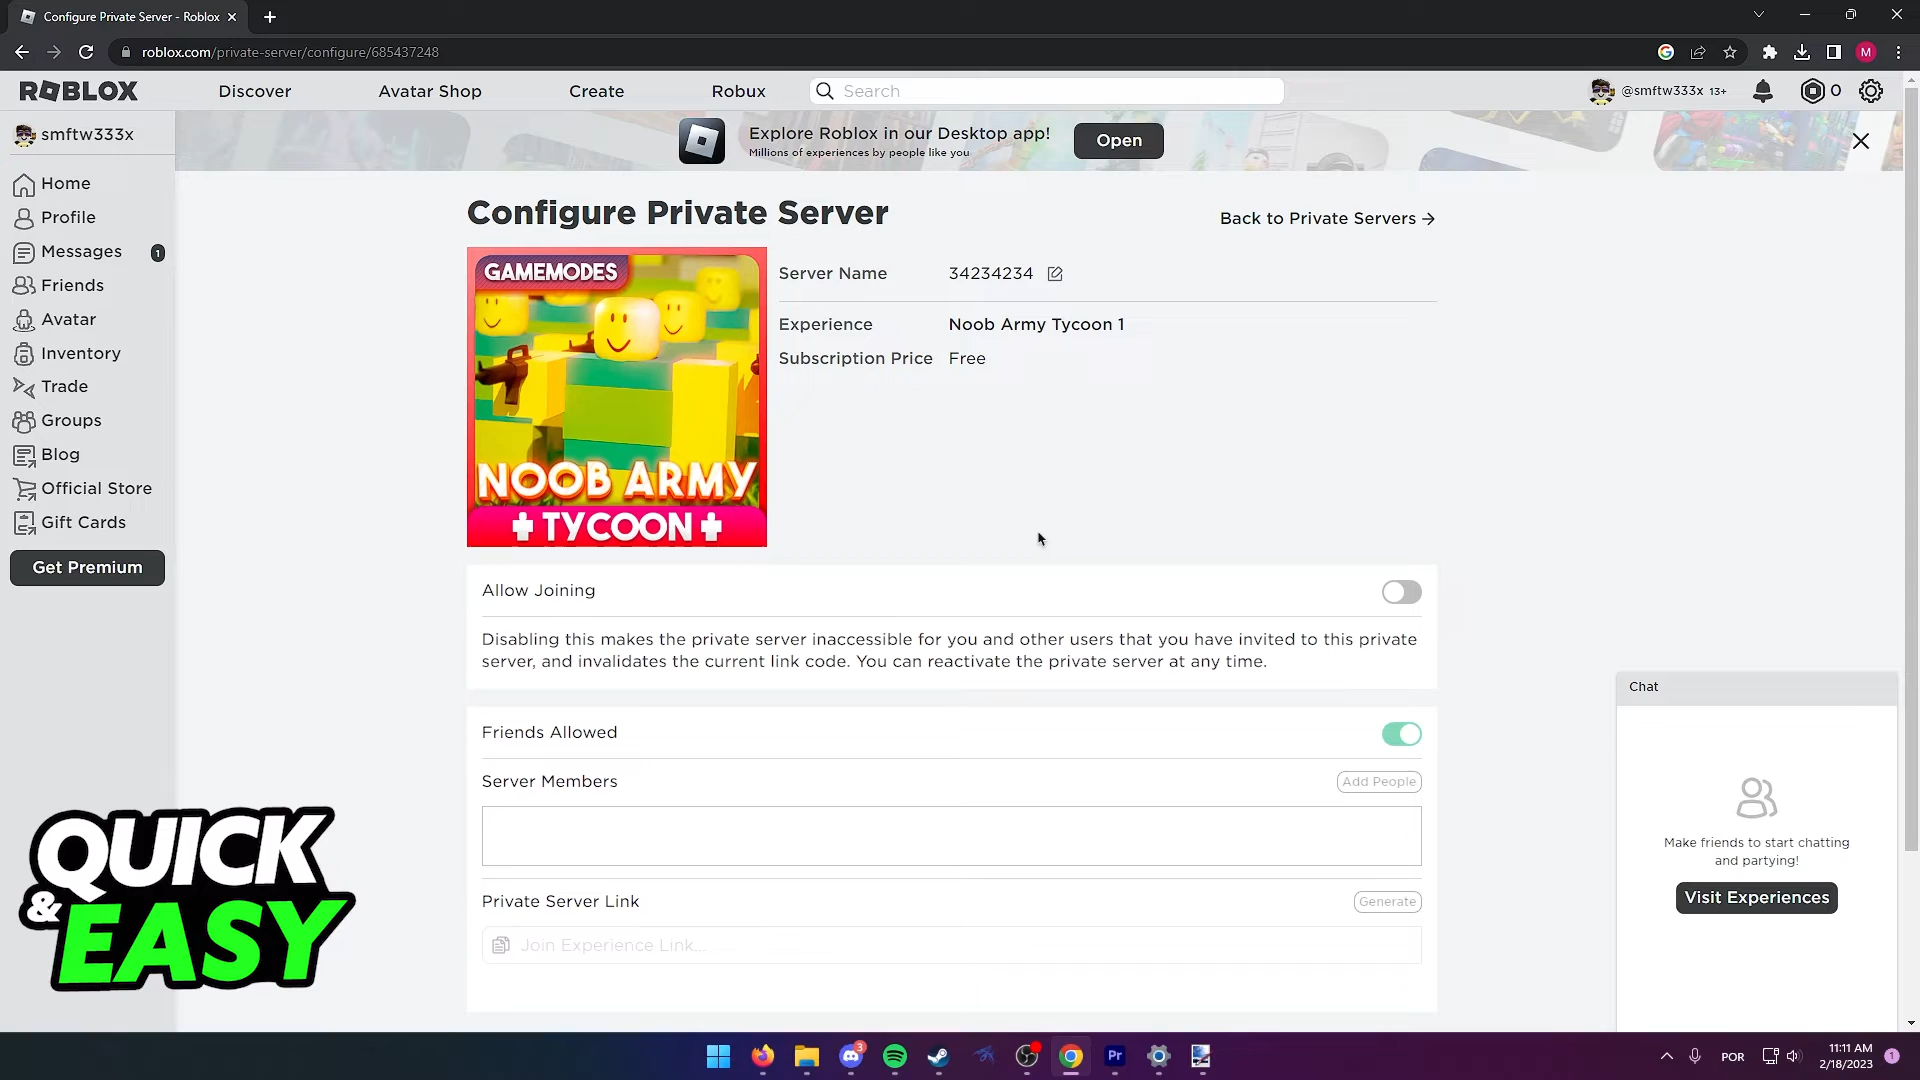 Configure Private Server - Roblox
roblox.com/private-server/configure/685437248
M
ROBLOX
Discover
Avatar Shop
Create
Robux
Search
@smftw333x 13+
0
smftw333x
Explore Roblox in our Desktop app!
Millions of experiences by people like you
Open
Home
Profile
Messages
1
Friends
Avatar
Inventory
Trade
Groups
Blog
Official Store
Gift Cards
Get Premium
Configure Private Server
Back to Private Servers →
GAMEMODES
NOOB ARMY
TYCOON
Server Name
34234234
Experience
Noob Army Tycoon 1
Subscription Price
Free
Allow Joining
Disabling this makes the private server inaccessible for you and other users that you have invited to this private
server, and invalidates the current link code. You can reactivate the private server at any time.
Friends Allowed
Server Members
Add People
Private Server Link
Generate
Join Experience Link...
Chat
Make friends to start chatting
and partying!
Visit Experiences
QUICK
& EASY
3
Pr
POR
11:11 AM
2/18/2023
1